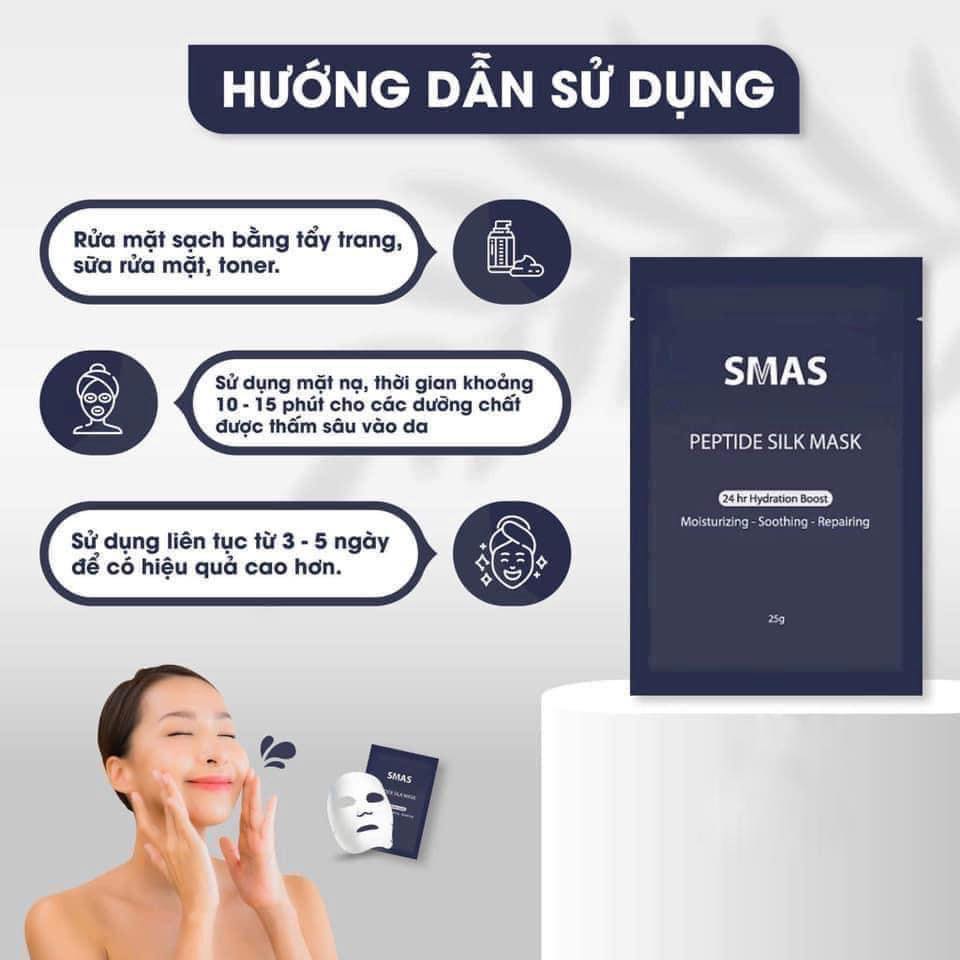 HƯỚNG DẪN SỬ DỤNG
Rửa mặt sạch bằng tẩy trang,
sữa rửa mặt, toner.
Sử dụng mặt nạ, thời gian khoảng
10 - 15 phút cho các dưỡng chất
được thấm sâu vào da
Sử dụng liên tục từ 3 - 5 ngày
để có hiệu quả cao hơn.
SMAS
PEPTIDE SILK MASK
24 hr Hydration Boost
Moisturizing - Soothing - Repairing
25g
SMAS
SILK MASK